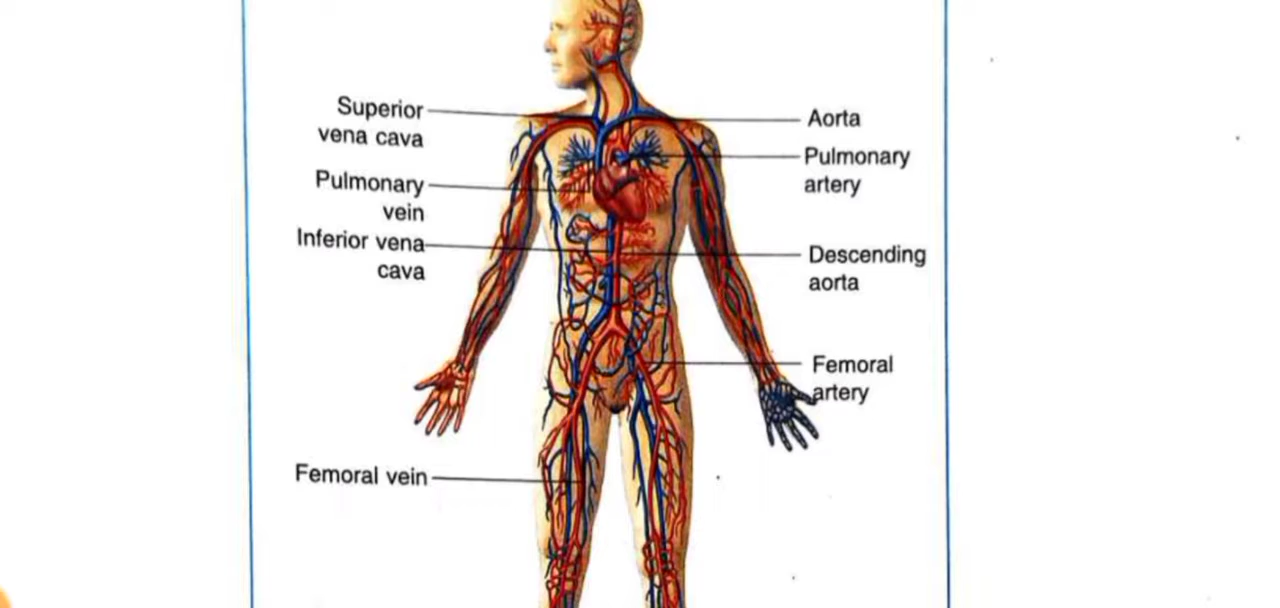 Superior
vena cava
Pulmonary
vein
Inferior vena
cava
Femoral vein
Aorta
Pulmonary
artery
Descending
aorta
Femoral
artery